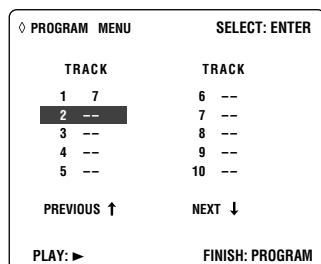 ◊ PROGRAM MENU SELECT: ENTER
TRACK TRACK
1 7 6 --
2 -- 7 --
3 -- 8 --
4 -- 9 --
5 -- 10 --
PREVIOUS ↑ NEXT ↓
PLAY: ► FINISH: PROGRAM